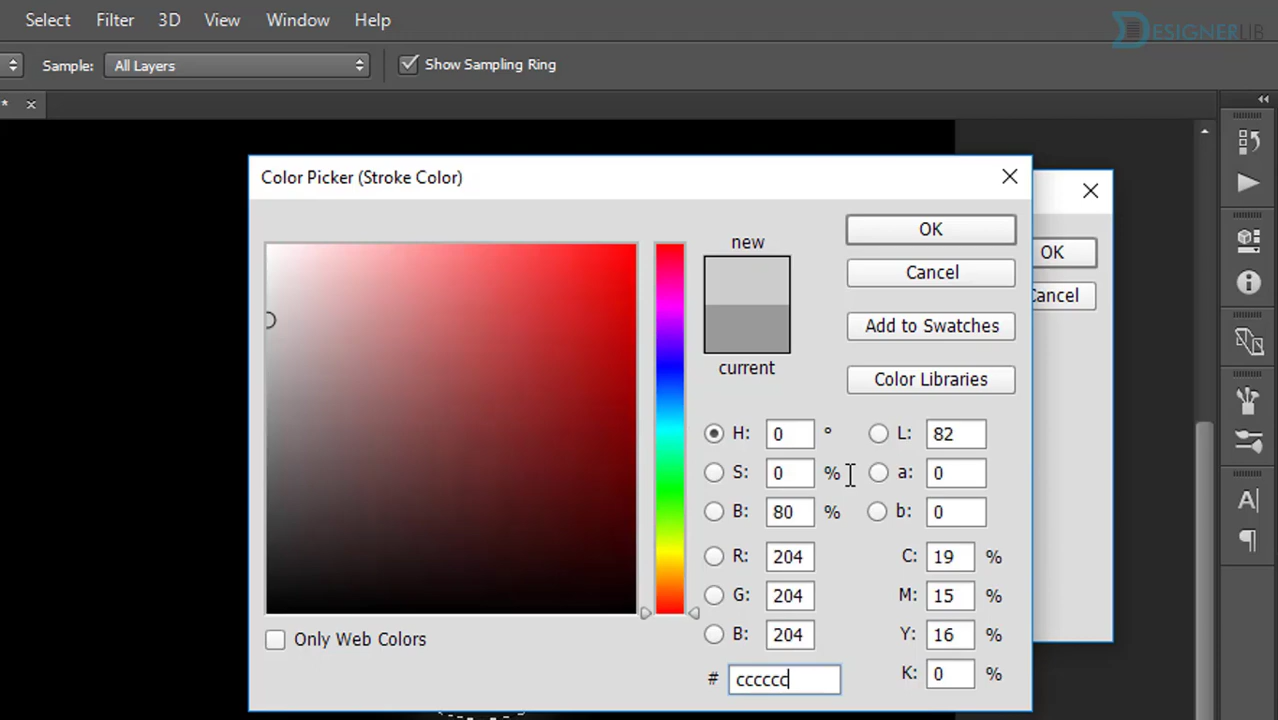 Select Filter 3D View Window Help
DESIGNERLIB
Sample: All Layers Show Sampling Ring
*
Color Picker (Stroke Color)
OK
Cancel
new
current
OK
Cancel
Add to Swatches
Color Libraries
H: 0 ° L: 82
S: 0 % a: 0
B: 80 % b: 0
R: 204 C: 19 %
G: 204 M: 15 %
B: 204 Y: 16 %
# cccccc K: 0 %
Only Web Colors